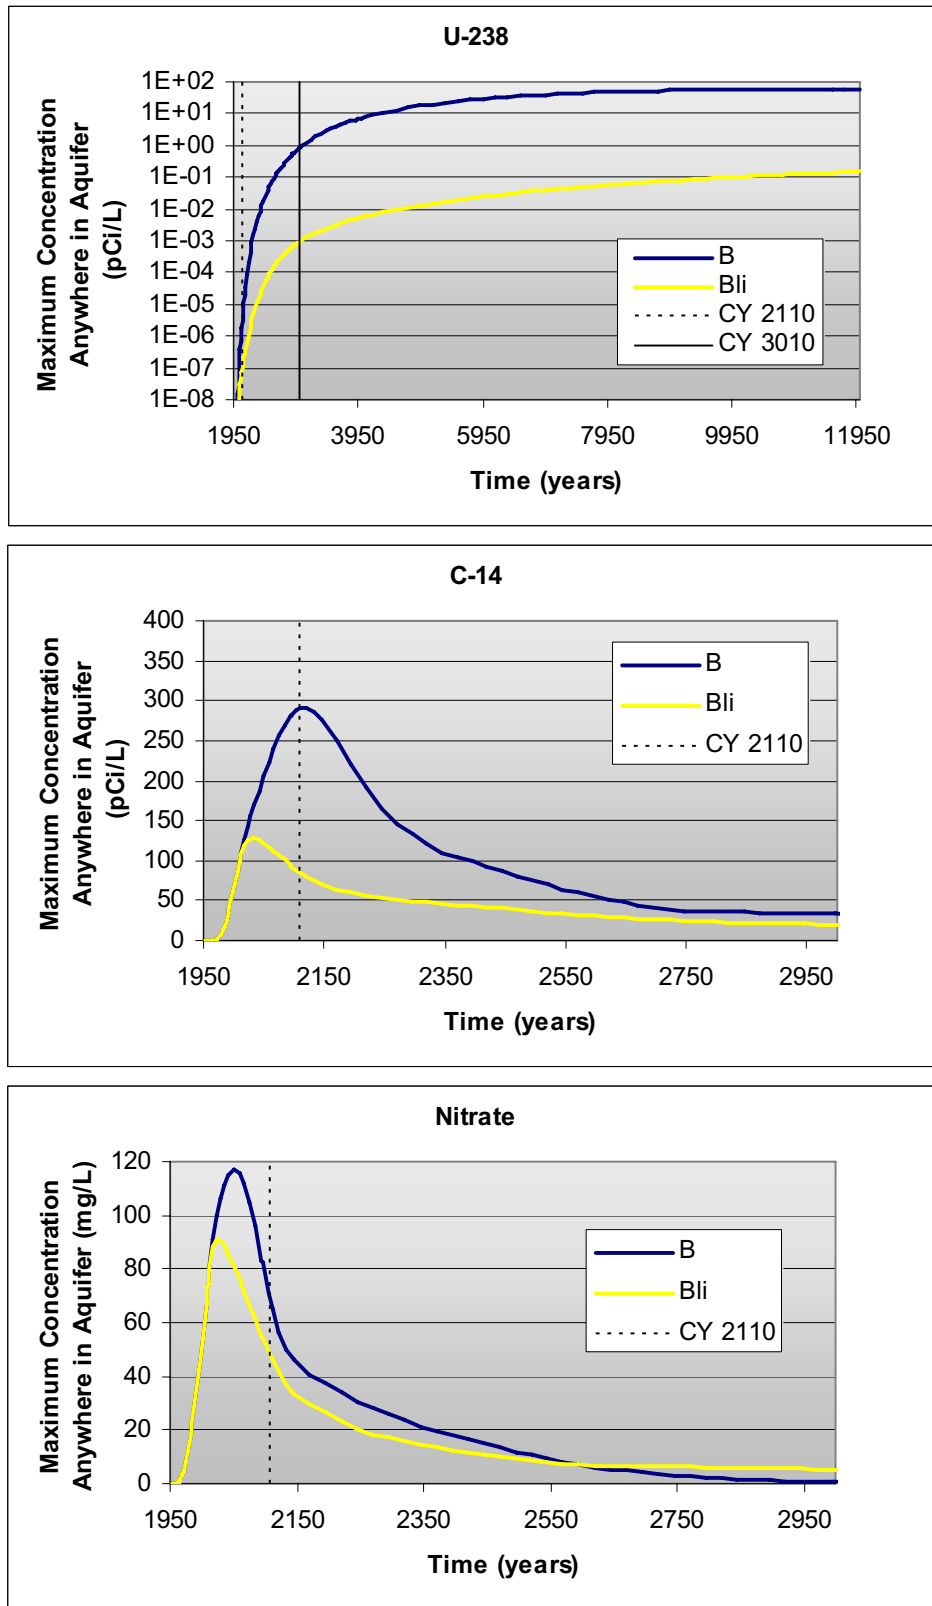 U-238
Maximum Concentration
Anywhere in Aquifer
(pCi/L)
1E+02
1E+01
1E+00
1E-01
1E-02
1E-03
1E-04
1E-05
1E-06
1E-07
1E-08
B
Bli
CY 2110
CY 3010
1950 3950 5950 7950 9950 11950
Time (years)
C-14
Maximum Concentration
Anywhere in Aquifer
(pCi/L)
400
350
300
250
200
150
100
50
0
B
Bli
CY 2110
1950 2150 2350 2550 2750 2950
Time (years)
Nitrate
Maximum Concentration
Anywhere in Aquifer (mg/L)
120
100
80
60
40
20
0
B
Bli
CY 2110
1950 2150 2350 2550 2750 2950
Time (years)